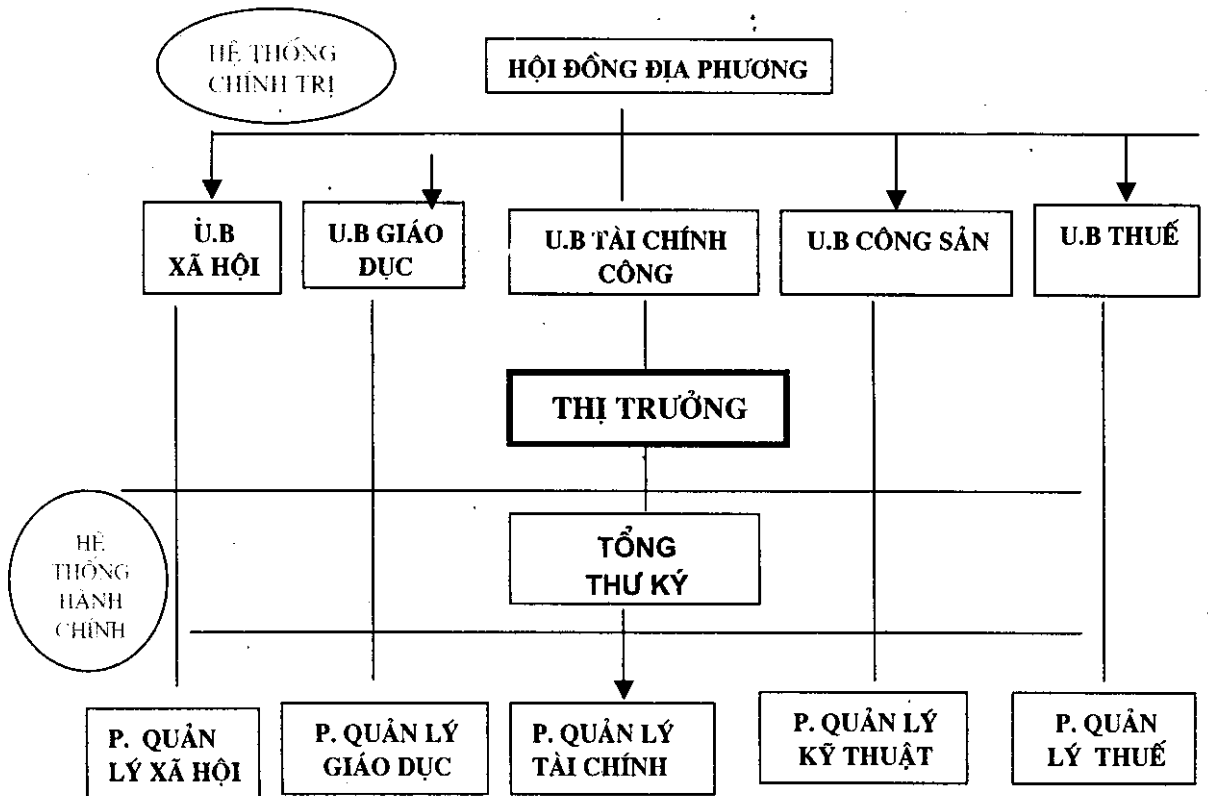 HỆ THỐNG
CHÍNH TRỊ
HỘI ĐỒNG ĐỊA PHƯƠNG
U.B
XÃ HỘI
U.B GIÁO
DỤC
U.B TÀI CHÍNH
CÔNG
U.B CÔNG SẢN
U.B THUẾ
THỊ TRƯỞNG
HỆ
THỐNG
HÀNH
CHÍNH
TỔNG
THƯ KÝ
P. QUẢN
LÝ XÃ HỘI
P. QUẢN LÝ
GIÁO DỤC
P. QUẢN LÝ
TÀI CHÍNH
P. QUẢN LÝ
KỸ THUẬT
P. QUẢN
LÝ THUẾ